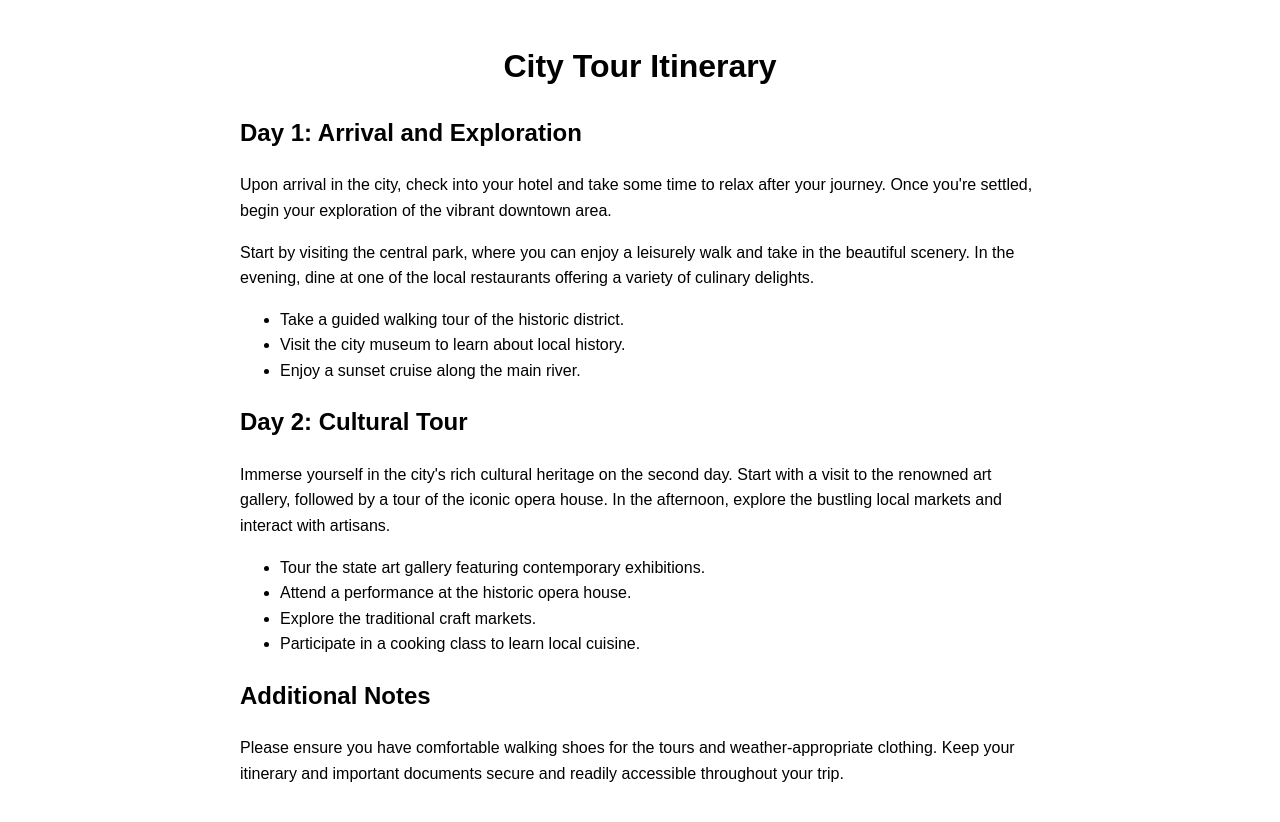 City Tour Itinerary
Day 1: Arrival and Exploration
Upon arrival in the city, check into your hotel and take some time to relax after your journey. Once you're settled,
begin your exploration of the vibrant downtown area.
Start by visiting the central park, where you can enjoy a leisurely walk and take in the beautiful scenery. In the
evening, dine at one of the local restaurants offering a variety of culinary delights.
• Take a guided walking tour of the historic district.
• Visit the city museum to learn about local history.
• Enjoy a sunset cruise along the main river.
Day 2: Cultural Tour
Immerse yourself in the city's rich cultural heritage on the second day. Start with a visit to the renowned art
gallery, followed by a tour of the iconic opera house. In the afternoon, explore the bustling local markets and
interact with artisans.
• Tour the state art gallery featuring contemporary exhibitions.
• Attend a performance at the historic opera house.
• Explore the traditional craft markets.
• Participate in a cooking class to learn local cuisine.
Additional Notes
Please ensure you have comfortable walking shoes for the tours and weather-appropriate clothing. Keep your
itinerary and important documents secure and readily accessible throughout your trip.